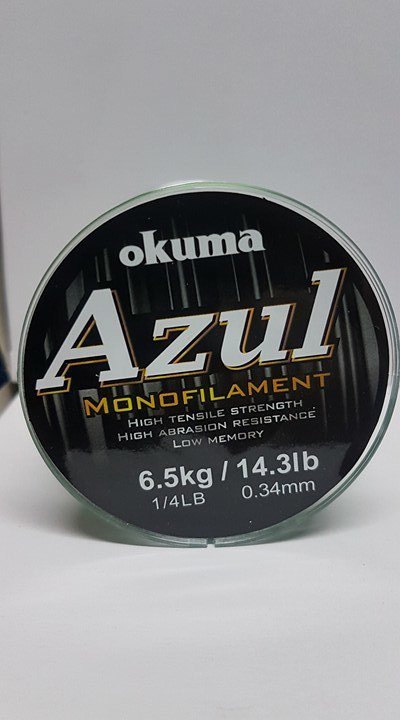 okuma
Azul
MONOFILAMENT
HIGH TENSILE STRENGTH
HIGH ABRASION RESISTANCE
LOW MEMORY
6.5kg / 14.3lb
1/4LB 0.34mm